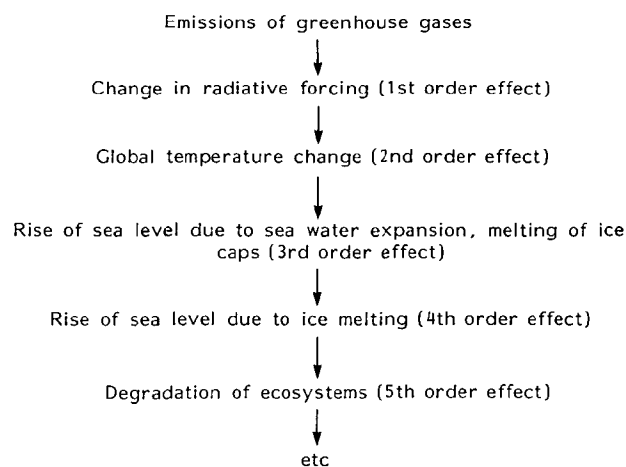 Emissions of greenhouse gases
Change in radiative forcing (1st order effect)
Global temperature change (2nd order effect)
Rise of sea level due to sea water expansion, melting of ice
caps (3rd order effect)
Rise of sea level due to ice melting (4th order effect)
Degradation of ecosystems (5th order effect)
etc